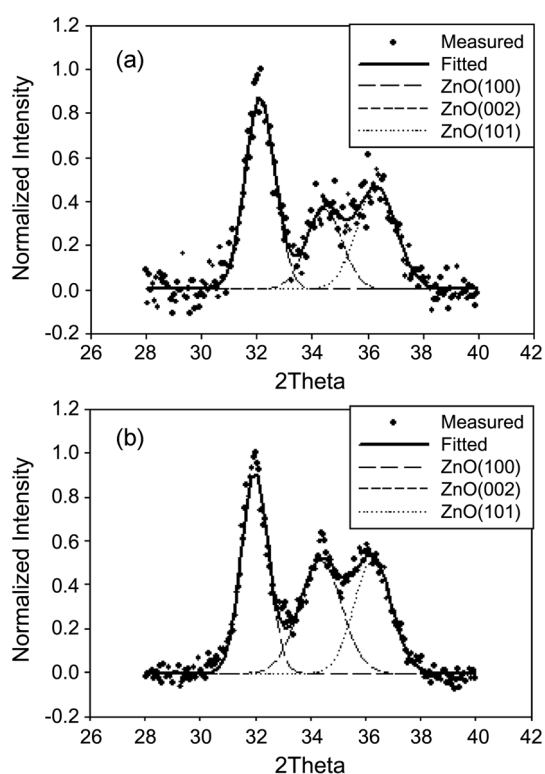 1.2
(a)
Measured
Fitted
ZnO(100)
ZnO(002)
ZnO(101)
1.0
0.8
0.6
0.4
0.2
0.0
-0.2
Normalized Intensity
26 28 30 32 34 36 38 40 42
2Theta
1.2
(b)
Measured
Fitted
ZnO(100)
ZnO(002)
ZnO(101)
1.0
0.8
0.6
0.4
0.2
0.0
-0.2
Normalized Intensity
26 28 30 32 34 36 38 40 42
2Theta